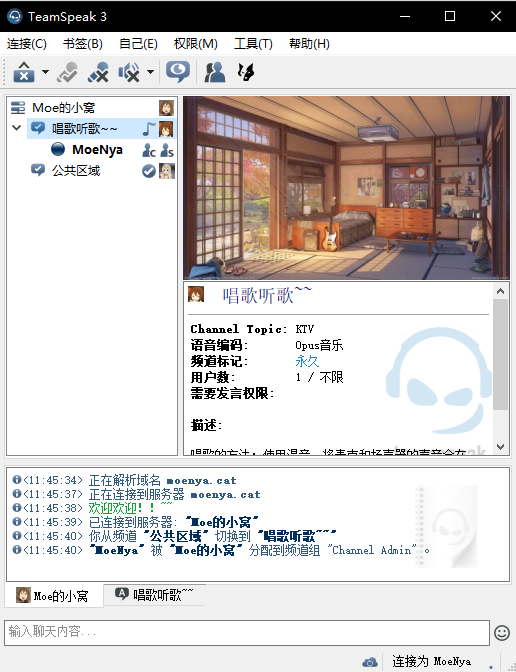 TeamSpeak 3
连接(C) 书签(B) 自己(E) 权限(M) 工具(T) 帮助(H)
Moe的小窝
唱歌听歌~~
MoeNya
公共区域
唱歌听歌~~
Channel Topic: KTV
语音编码: Opus音乐
频道标记: 永久
用户数: 1 / 不限
需要发言权限:
描述:
<11:45:34> 正在解析域名 moenya.cat
<11:45:37> 正在连接到服务器 moenya.cat
<11:45:38> 欢迎欢迎！！~~
<11:45:39> 已连接到服务器: "Moe的小窝"
<11:45:40> 你从频道 "公共区域" 切换到 "唱歌听歌~~"
<11:45:40> "MoeNya" 被 "Moe的小窝" 分配到频道组 "Channel Admin" 。
Moe的小窝 唱歌听歌~~
输入聊天内容...
连接为 MoeNya